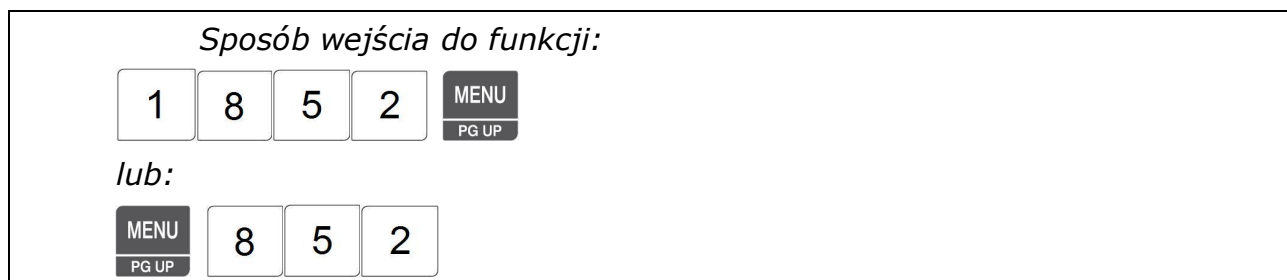 Sposób wejścia do funkcji:
1 8 5 2 MENU
PG UP
lub:
MENU 8 5 2
PG UP